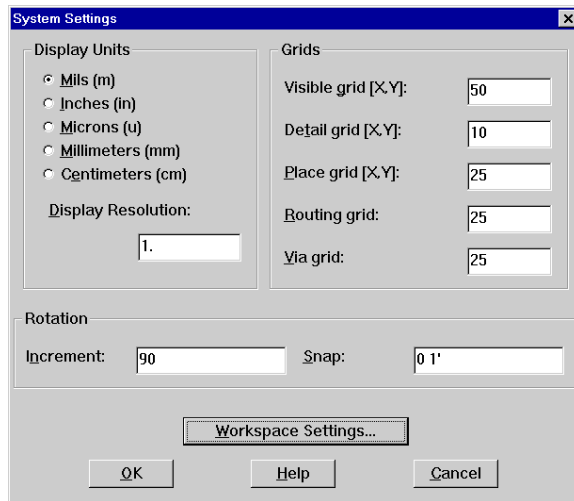 System Settings
Display Units
Mils (m)
Inches (in)
Microns (u)
Millimeters (mm)
Centimeters (cm)
Display Resolution:
1.
Grids
Visible grid [X,Y]:
50
Detail grid [X,Y]:
10
Place grid [X,Y]:
25
Routing grid:
25
Via grid:
25
Rotation
Increment:
90
Snap:
0 1'
Workspace Settings...
OK
Help
Cancel